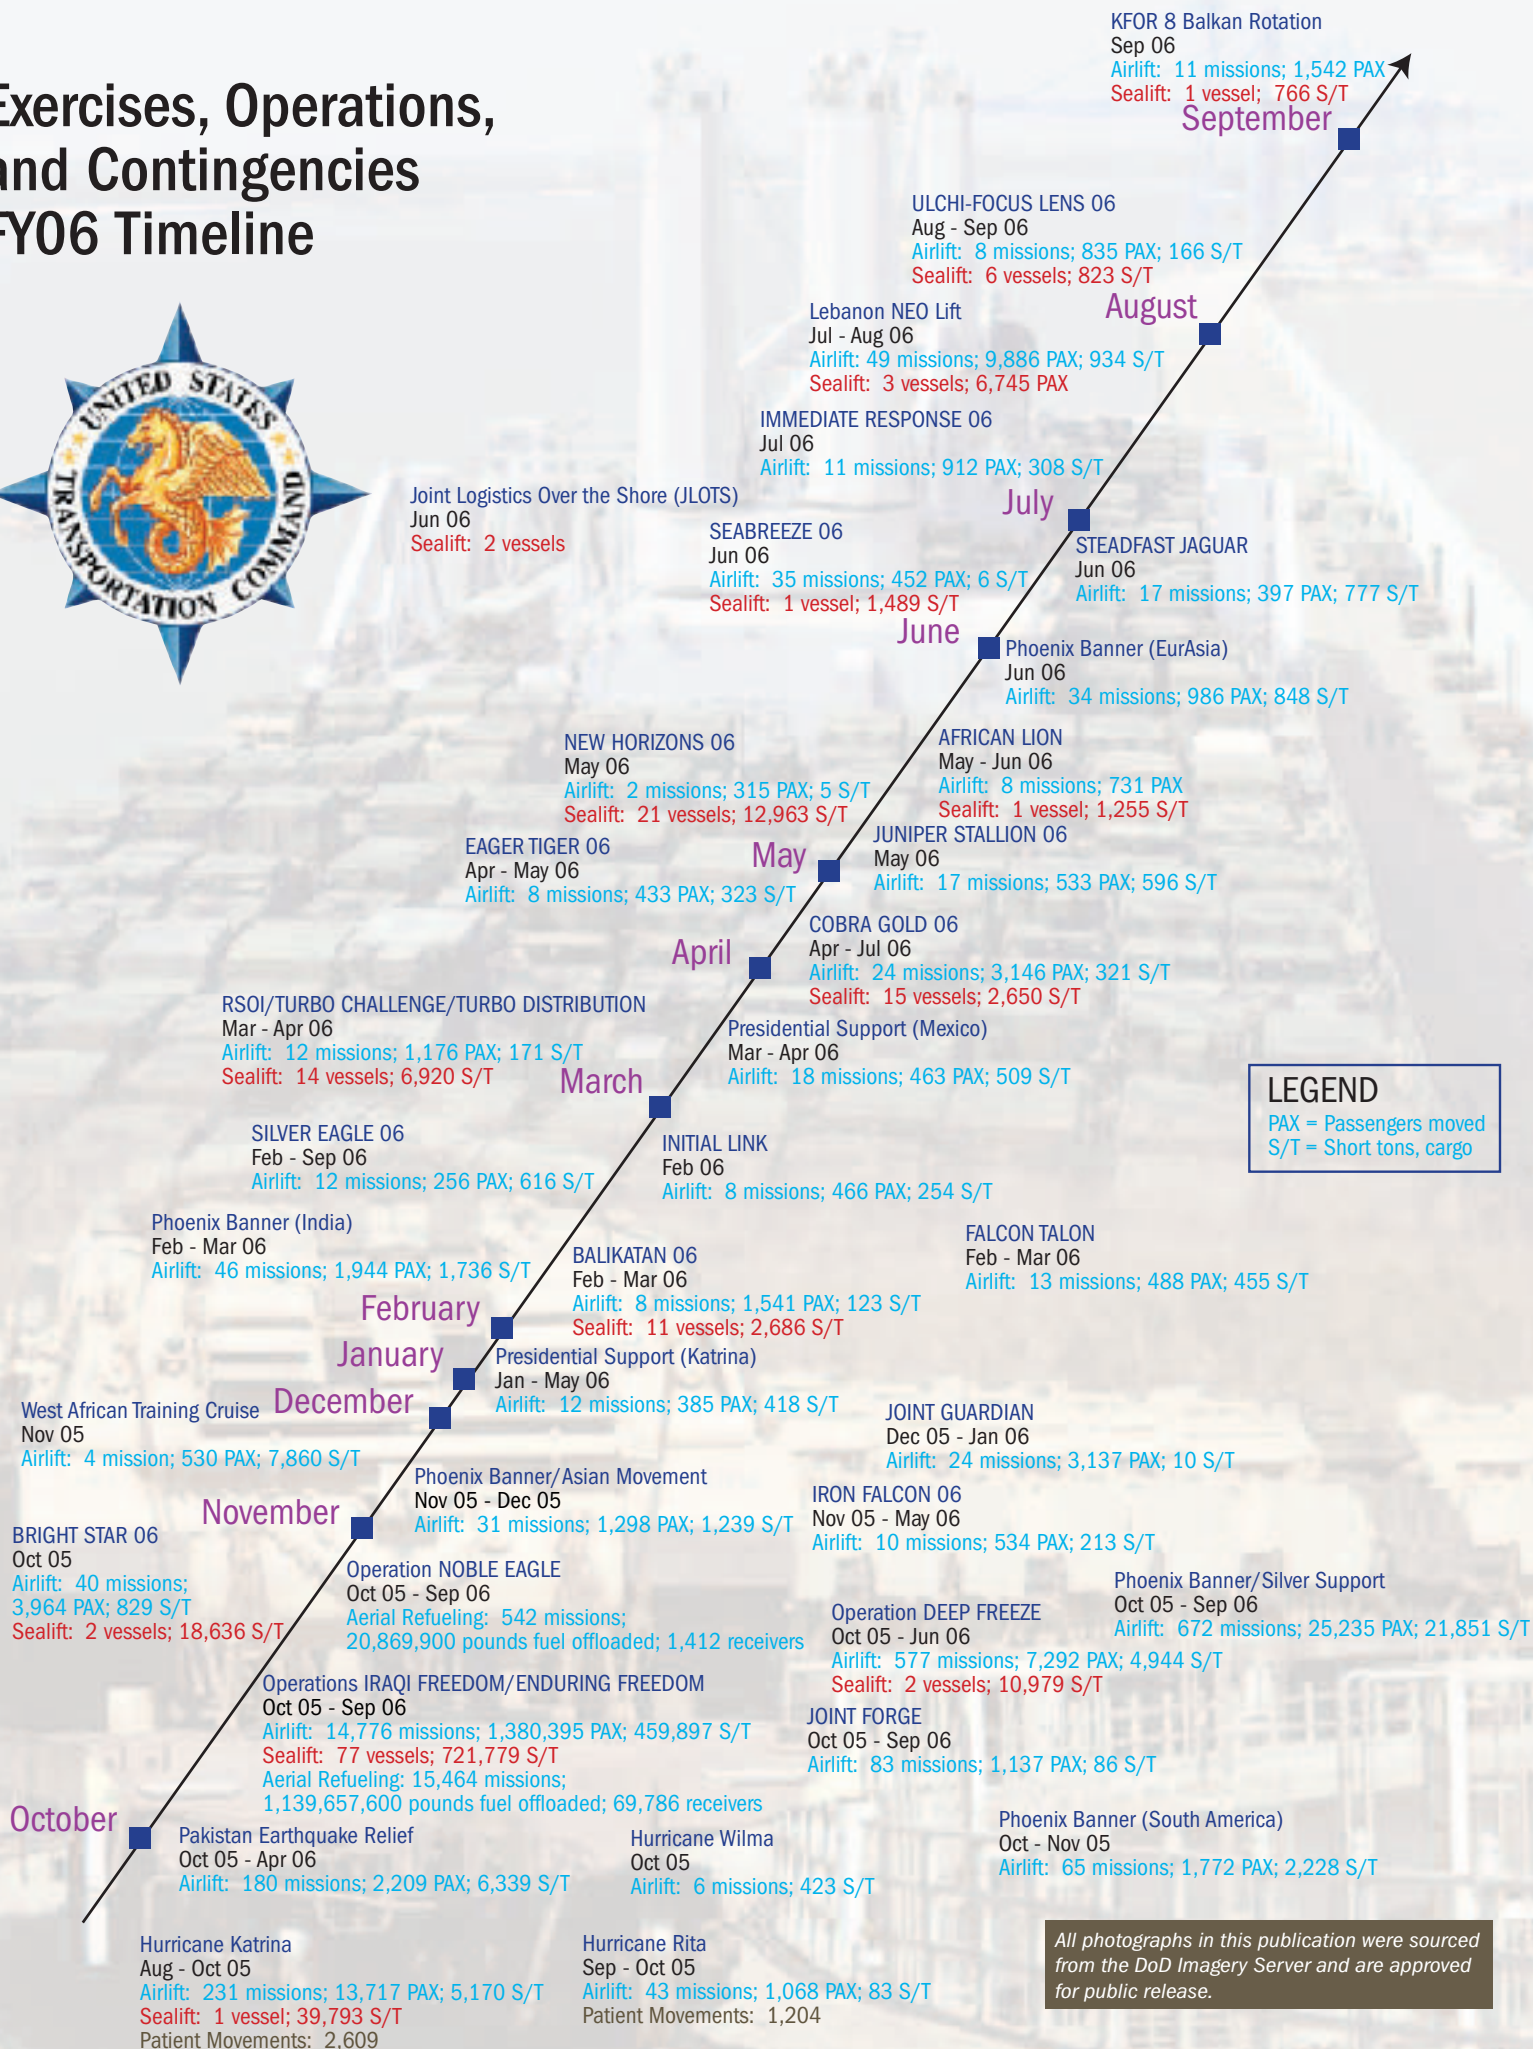 Exercises, Operations,
and Contingencies
FY06 Timeline
UNITED STATES
TRANSPORTATION COMMAND
KFOR 8 Balkan Rotation
Sep 06
Airlift: 11 missions; 1,542 PAX
Sealift: 1 vessel; 766 S/T
September
ULCHI-FOCUS LENS 06
Aug - Sep 06
Airlift: 8 missions; 835 PAX; 166 S/T
Sealift: 6 vessels; 823 S/T
August
Lebanon NEO Lift
Jul - Aug 06
Airlift: 49 missions; 9,886 PAX; 934 S/T
Sealift: 3 vessels; 6,745 PAX
IMMEDIATE RESPONSE 06
Jul 06
Airlift: 11 missions; 912 PAX; 308 S/T
July
Joint Logistics Over the Shore (JLOTS)
Jun 06
Sealift: 2 vessels
SEABREEZE 06
Jun 06
Airlift: 35 missions; 452 PAX; 6 S/T
Sealift: 1 vessel; 1,489 S/T
STEADFAST JAGUAR
Jun 06
Airlift: 17 missions; 397 PAX; 777 S/T
June
Phoenix Banner (EurAsia)
Jun 06
Airlift: 34 missions; 986 PAX; 848 S/T
NEW HORIZONS 06
May 06
Airlift: 2 missions; 315 PAX; 5 S/T
Sealift: 21 vessels; 12,963 S/T
AFRICAN LION
May - Jun 06
Airlift: 8 missions; 731 PAX
Sealift: 1 vessel; 1,255 S/T
EAGER TIGER 06
Apr - May 06
Airlift: 8 missions; 433 PAX; 323 S/T
May
JUNIPER STALLION 06
May 06
Airlift: 17 missions; 533 PAX; 596 S/T
April
COBRA GOLD 06
Apr - Jul 06
Airlift: 24 missions; 3,146 PAX; 321 S/T
Sealift: 15 vessels; 2,650 S/T
RSOI/TURBO CHALLENGE/TURBO DISTRIBUTION
Mar - Apr 06
Airlift: 12 missions; 1,176 PAX; 171 S/T
Sealift: 14 vessels; 6,920 S/T
March
Presidential Support (Mexico)
Mar - Apr 06
Airlift: 18 missions; 463 PAX; 509 S/T
LEGEND
PAX = Passengers moved
S/T = Short tons, cargo
SILVER EAGLE 06
Feb - Sep 06
Airlift: 12 missions; 256 PAX; 616 S/T
INITIAL LINK
Feb 06
Airlift: 8 missions; 466 PAX; 254 S/T
Phoenix Banner (India)
Feb - Mar 06
Airlift: 46 missions; 1,944 PAX; 1,736 S/T
BALIKATAN 06
Feb - Mar 06
Airlift: 8 missions; 1,541 PAX; 123 S/T
Sealift: 11 vessels; 2,686 S/T
FALCON TALON
Feb - Mar 06
Airlift: 13 missions; 488 PAX; 455 S/T
February
January
Presidential Support (Katrina)
Jan - May 06
Airlift: 12 missions; 385 PAX; 418 S/T
December
West African Training Cruise
Nov 05
Airlift: 4 mission; 530 PAX; 7,860 S/T
JOINT GUARDIAN
Dec 05 - Jan 06
Airlift: 24 missions; 3,137 PAX; 10 S/T
Phoenix Banner/Asian Movement
Nov 05 - Dec 05
Airlift: 31 missions; 1,298 PAX; 1,239 S/T
IRON FALCON 06
Nov 05 - May 06
Airlift: 10 missions; 534 PAX; 213 S/T
November
BRIGHT STAR 06
Oct 05
Airlift: 40 missions;
3,964 PAX; 829 S/T
Sealift: 2 vessels; 18,636 S/T
Operation NOBLE EAGLE
Oct 05 - Sep 06
Aerial Refueling: 542 missions;
20,869,900 pounds fuel offloaded; 1,412 receivers
Phoenix Banner/Silver Support
Oct 05 - Sep 06
Airlift: 672 missions; 25,235 PAX; 21,851 S/T
Operation DEEP FREEZE
Oct 05 - Jun 06
Airlift: 577 missions; 7,292 PAX; 4,944 S/T
Sealift: 2 vessels; 10,979 S/T
Operations IRAQI FREEDOM/ENDURING FREEDOM
Oct 05 - Sep 06
Airlift: 14,776 missions; 1,380,395 PAX; 459,897 S/T
Sealift: 77 vessels; 721,779 S/T
Aerial Refueling: 15,464 missions;
1,139,657,600 pounds fuel offloaded; 69,786 receivers
JOINT FORGE
Oct 05 - Sep 06
Airlift: 83 missions; 1,137 PAX; 86 S/T
October
Pakistan Earthquake Relief
Oct 05 - Apr 06
Airlift: 180 missions; 2,209 PAX; 6,339 S/T
Hurricane Wilma
Oct 05
Airlift: 6 missions; 423 S/T
Phoenix Banner (South America)
Oct - Nov 05
Airlift: 65 missions; 1,772 PAX; 2,228 S/T
Hurricane Katrina
Aug - Oct 05
Airlift: 231 missions; 13,717 PAX; 5,170 S/T
Sealift: 1 vessel; 39,793 S/T
Patient Movements: 2,609
Hurricane Rita
Sep - Oct 05
Airlift: 43 missions; 1,068 PAX; 83 S/T
Patient Movements: 1,204
All photographs in this publication were sourced
from the DoD Imagery Server and are approved
for public release.